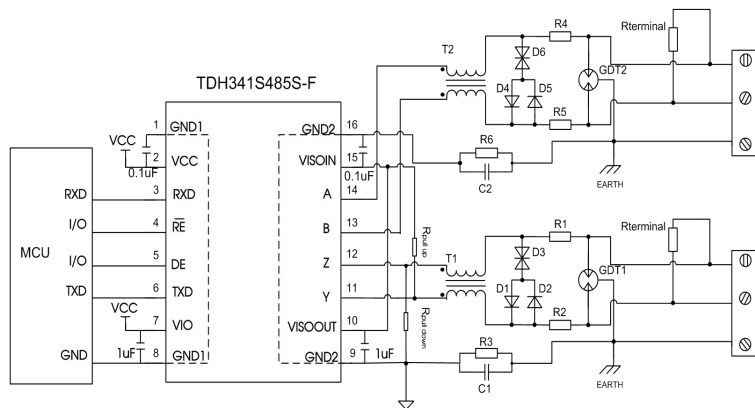 TDH341S485S-F
MCU
RXD
I/O
I/O
TXD
GND
VCC
0.1uF
VCC
1uF
1
2
3
4
5
6
7
8
GND1
VCC
RXD
RE
DE
TXD
VIO
GND1
GND2
VISOIN
A
B
Z
Y
VISOOUT
GND2
16
15
14
13
12
11
10
9
0.1uF
1uF
Rpull up
Rpull down
T2
D6
D4
D5
R4
R5
GDT2
Rterminal
R6
C2
EARTH
T1
D3
D1
D2
R1
R2
GDT1
Rterminal
R3
C1
EARTH